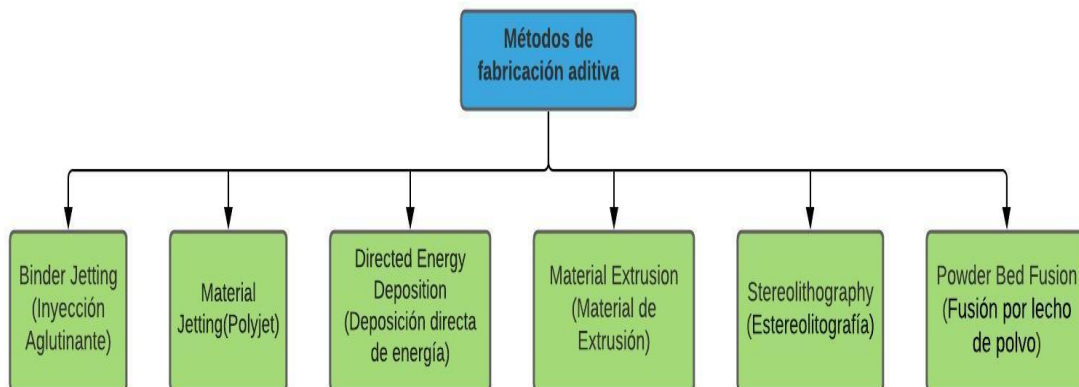 Métodos de
fabricación aditiva
Binder Jetting
(Inyección
Aglutinante)
Material
Jetting(Polyjet)
Directed Energy
Deposition
(Deposición directa
de energía)
Material Extrusion
(Material de
Extrusión)
Stereolithography
(Estereolitografía)
Powder Bed Fusion
(Fusión por lecho
de polvo)